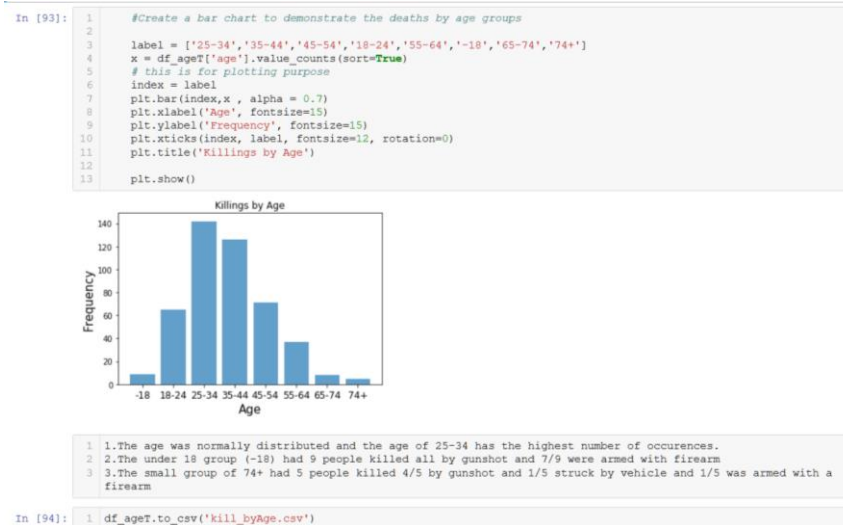 In [93]:
1 #Create a bar chart to demonstrate the deaths by age groups
2
3 label = ['25-34','35-44','45-54','18-24','55-64','-18','65-74','74+']
4 x = df_ageT['age'].value_counts(sort=True)
5 # this is for plotting purpose
6 index = label
7 plt.bar(index,x , alpha = 0.7)
8 plt.xlabel('Age', fontsize=15)
9 plt.ylabel('Frequency', fontsize=15)
10 plt.xticks(index, label, fontsize=12, rotation=0)
11 plt.title('Killings by Age')
12
13 plt.show()
Killings by Age
140
120
100
80
60
40
20
0
Frequency
-18 18-24 25-34 35-44 45-54 55-64 65-74 74+
Age
1 1.The age was normally distributed and the age of 25-34 has the highest number of occurences.
2 2.The under 18 group (-18) had 9 people killed all by gunshot and 7/9 were armed with firearm
3 3.The small group of 74+ had 5 people killed 4/5 by gunshot and 1/5 struck by vehicle and 1/5 was armed with a
firearm
In [94]: 1 df_ageT.to_csv('kill_byAge.csv')